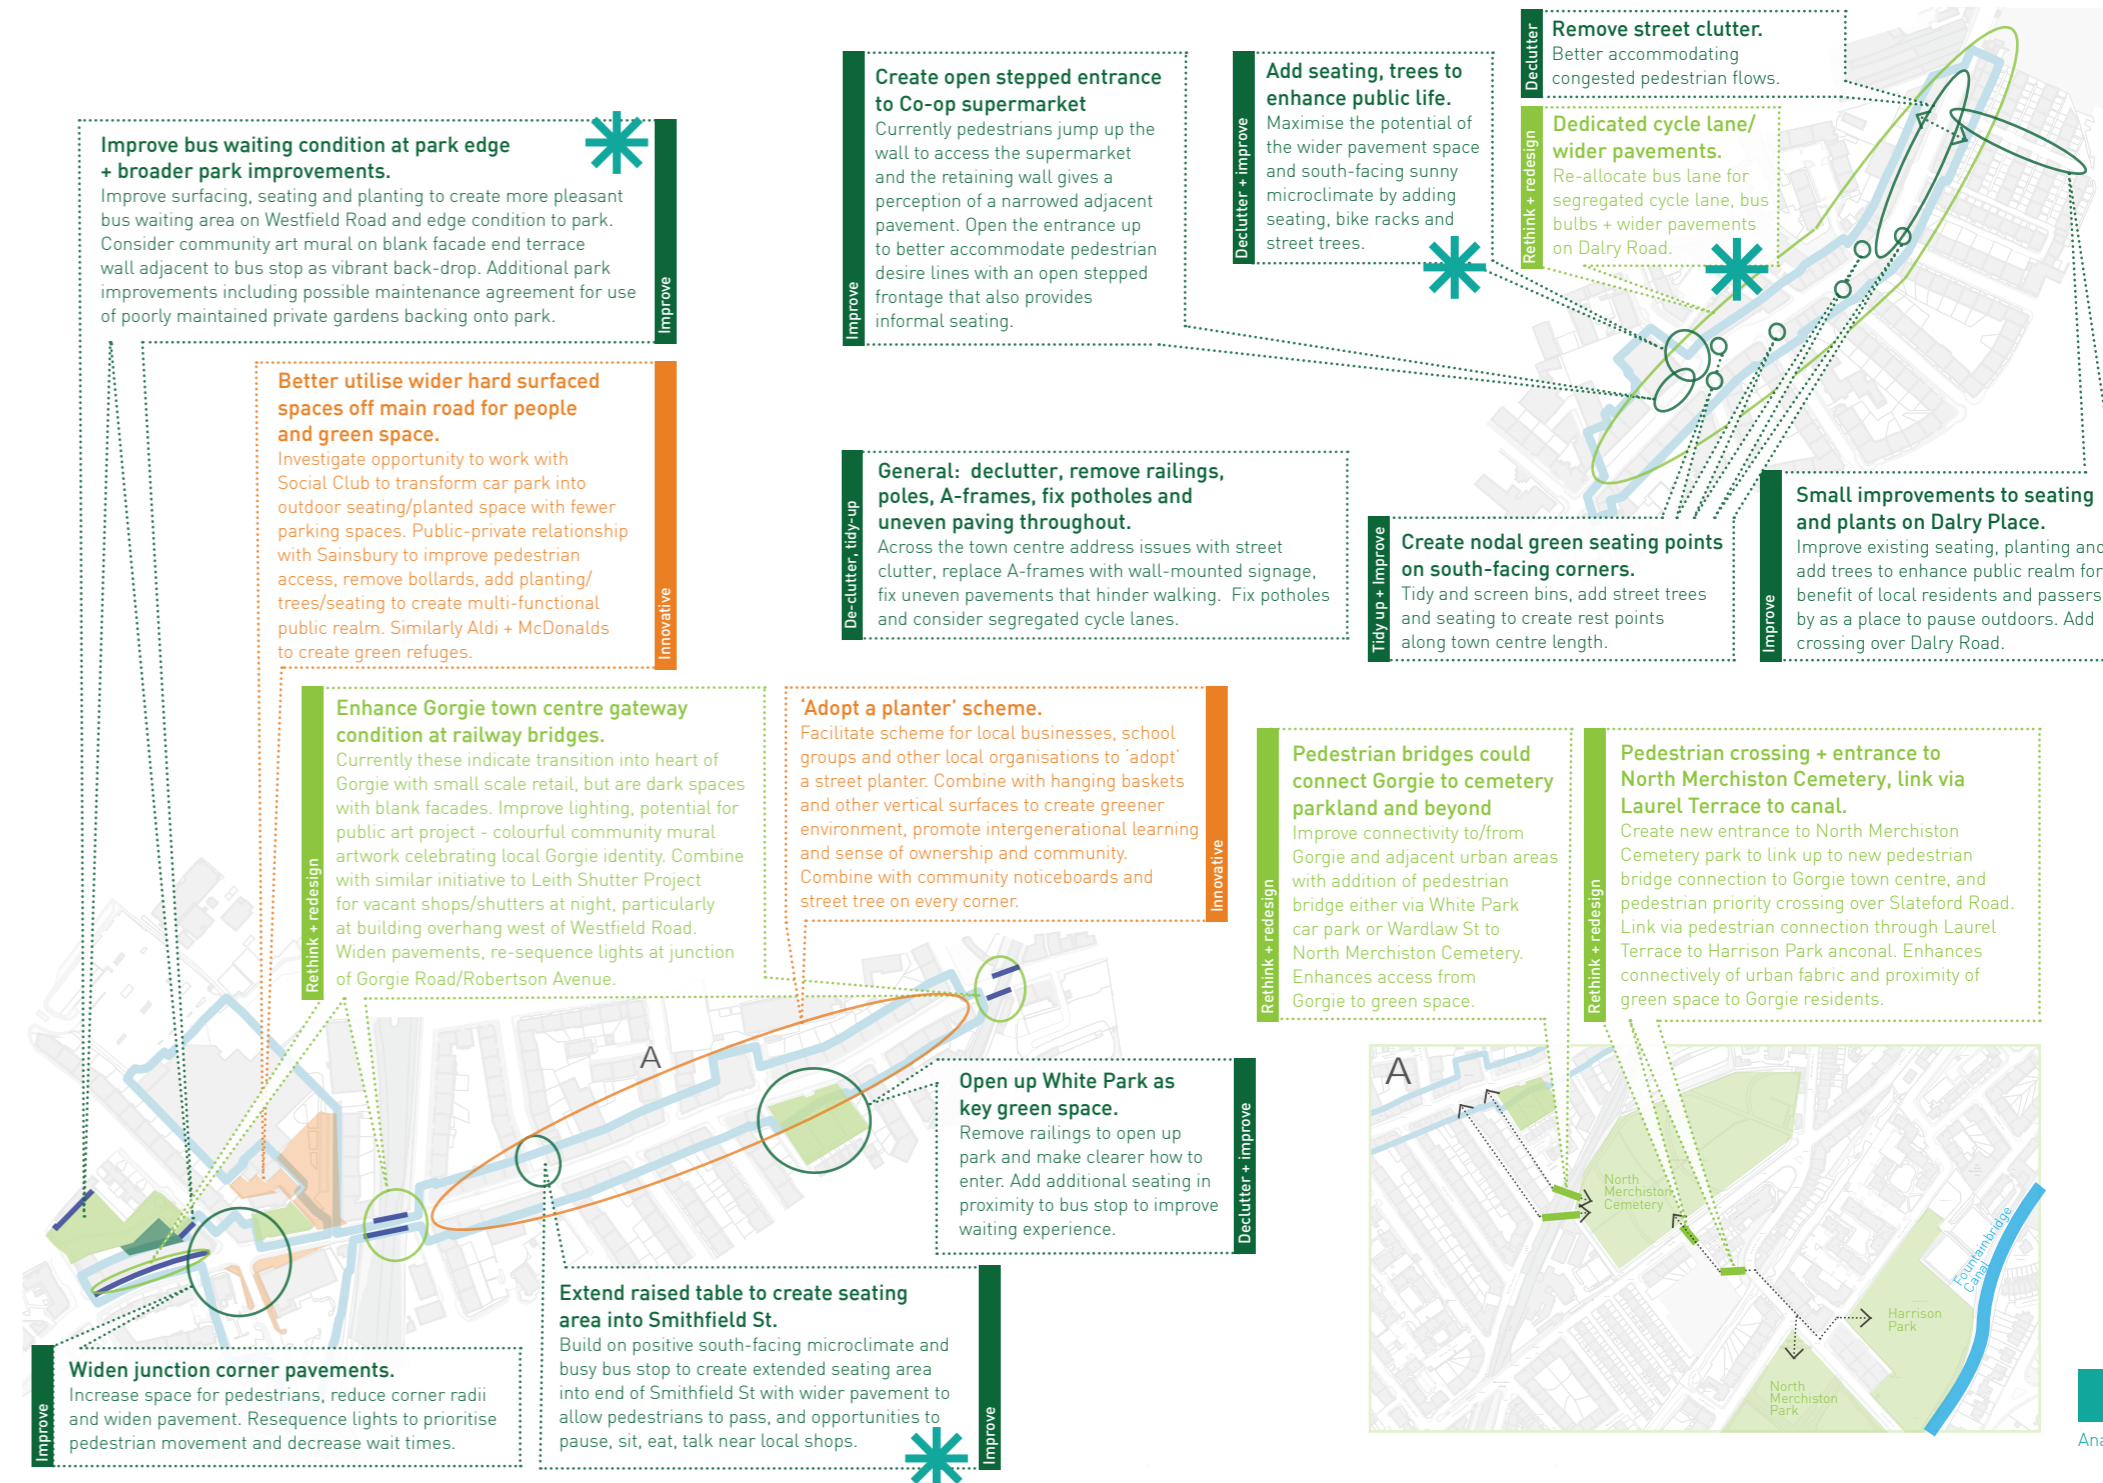 Improve bus waiting condition at park edge
+ broader park improvements.
Improve surfacing, seating and planting to create more pleasant
bus waiting area on Westfield Road and edge condition to park.
Consider community art mural on blank facade end terrace
wall adjacent to bus stop as vibrant back-drop. Additional park
improvements including possible maintenance agreement for use
of poorly maintained private gardens backing onto park.
Improve
Better utilise wider hard surfaced
spaces off main road for people
and green space.
Investigate opportunity to work with
Social Club to transform car park into
outdoor seating/planted space with fewer
parking spaces. Public-private relationship
with Sainsbury to improve pedestrian
access, remove bollards, add planting/
trees/seating to create multi-functional
public realm. Similarly Aldi + McDonalds
to create green refuges.
Innovative
Improve
Create open stepped entrance
to Co-op supermarket
Currently pedestrians jump up the
wall to access the supermarket
and the retaining wall gives a
perception of a narrowed adjacent
pavement. Open the entrance up
to better accommodate pedestrian
desire lines with an open stepped
frontage that also provides
informal seating.
Declutter + improve
Add seating, trees to
enhance public life.
Maximise the potential of
the wider pavement space
and south-facing sunny
microclimate by adding
seating, bike racks and
street trees.
Declutter
Remove street clutter.
Better accommodating
congested pedestrian flows.
Rethink + redesign
Dedicated cycle lane/
wider pavements.
Re-allocate bus lane for
segregated cycle lane, bus
bulbs + wider pavements
on Dalry Road.
De-clutter, tidy-up
General:  declutter, remove railings,
poles, A-frames, fix potholes and
uneven paving throughout.
Across the town centre address issues with street
clutter, replace A-frames with wall-mounted signage,
fix uneven pavements that hinder walking.  Fix potholes
and consider segregated cycle lanes.
Tidy up + Improve
Create nodal green seating points
on south-facing corners.
Tidy and screen bins, add street trees
and seating to create rest points
along town centre length.
Improve
Small improvements to seating
and plants on Dalry Place.
Improve existing seating, planting and
add trees to enhance public realm for
benefit of local residents and passers
by as a place to pause outdoors. Add
crossing over Dalry Road.
Rethink + redesign
Enhance Gorgie town centre gateway
condition at railway bridges.
Currently these indicate transition into heart of
Gorgie with small scale retail, but are dark spaces
with blank facades. Improve lighting, potential for
public art project - colourful community mural
artwork celebrating local Gorgie identity. Combine
with similar initiative to Leith Shutter Project
for vacant shops/shutters at night, particularly
at building overhang west of Westfield Road.
Widen pavements, re-sequence lights at junction
of Gorgie Road/Robertson Avenue.
‘Adopt a planter’ scheme.
Facilitate scheme for local businesses, school
groups and other local organisations to ‘adopt’
a street planter. Combine with hanging baskets
and other vertical surfaces to create greener
environment, promote intergenerational learning
and sense of ownership and community.
Combine with community noticeboards and
street tree on every corner.
Innovative
Rethink + redesign
Pedestrian bridges could
connect Gorgie to cemetery
parkland and beyond
Improve connectivity to/from
Gorgie and adjacent urban areas
with addition of pedestrian
bridge either via White Park
car park or Wardlaw St to
North Merchiston Cemetery.
Enhances access from
Gorgie to green space.
Rethink + redesign
Pedestrian crossing + entrance to
North Merchiston Cemetery, link via
Laurel Terrace to canal.
Create new entrance to North Merchiston
Cemetery park to link up to new pedestrian
bridge connection to Gorgie town centre, and
pedestrian priority crossing over Slateford Road.
Link via pedestrian connection through Laurel
Terrace to Harrison Park anconal. Enhances
connectively of urban fabric and proximity of
green space to Gorgie residents.
A
Open up White Park as
key green space.
Remove railings to open up
park and make clearer how to
enter. Add additional seating in
proximity to bus stop to improve
waiting experience.
Declutter + improve
A
North
Merchiston
Cemetery
Fountainbridge
Canal
Harrison
Park
North
Merchiston
Park
Extend raised table to create seating
area into Smithfield St.
Build on positive south-facing microclimate and
busy bus stop to create extended seating area
into end of Smithfield St with wider pavement to
allow pedestrians to pass, and opportunities to
pause, sit, eat, talk near local shops.
Improve
Improve
Widen junction corner pavements.
Increase space for pedestrians, reduce corner radii
and widen pavement. Resequence lights to prioritise
pedestrian movement and decrease wait times.
Ana